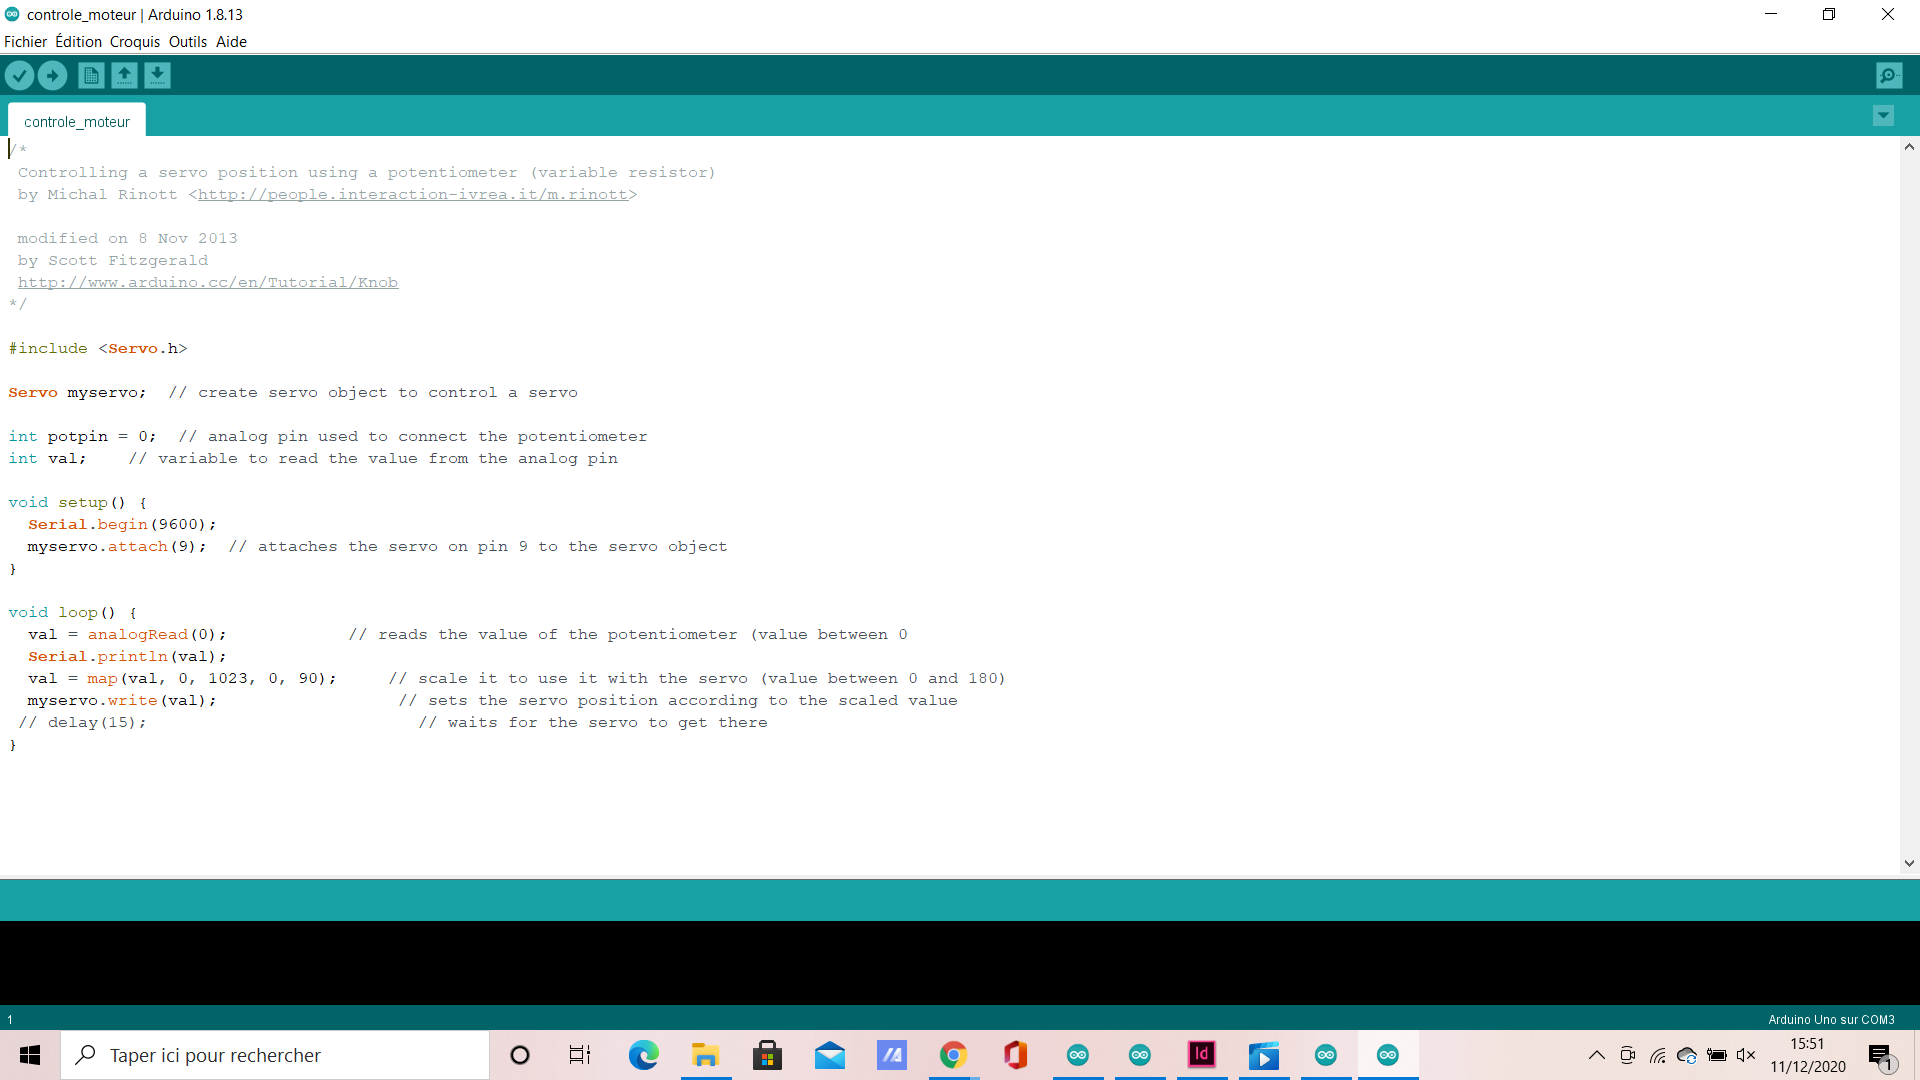 controle_moteur | Arduino 1.8.13
Fichier Édition Croquis Outils Aide
controle_moteur
/*
 Controlling a servo position using a potentiometer (variable resistor)
 by Michal Rinott <http://people.interaction-ivrea.it/m.rinott>
 modified on 8 Nov 2013
 by Scott Fitzgerald
 http://www.arduino.cc/en/Tutorial/Knob
*/
#include <Servo.h>
Servo myservo;  // create servo object to control a servo
int potpin = 0;  // analog pin used to connect the potentiometer
int val;    // variable to read the value from the analog pin
void setup() {
  Serial.begin(9600);
  myservo.attach(9);  // attaches the servo on pin 9 to the servo object
}
void loop() {
  val = analogRead(0);            // reads the value of the potentiometer (value between 0
  Serial.println(val);
  val = map(val, 0, 1023, 0, 90);     // scale it to use it with the servo (value between 0 and 180)
  myservo.write(val);                  // sets the servo position according to the scaled value
 // delay(15);                           // waits for the servo to get there
}
1
Arduino Uno sur COM3
Taper ici pour rechercher
Id
15:51
11/12/2020
1